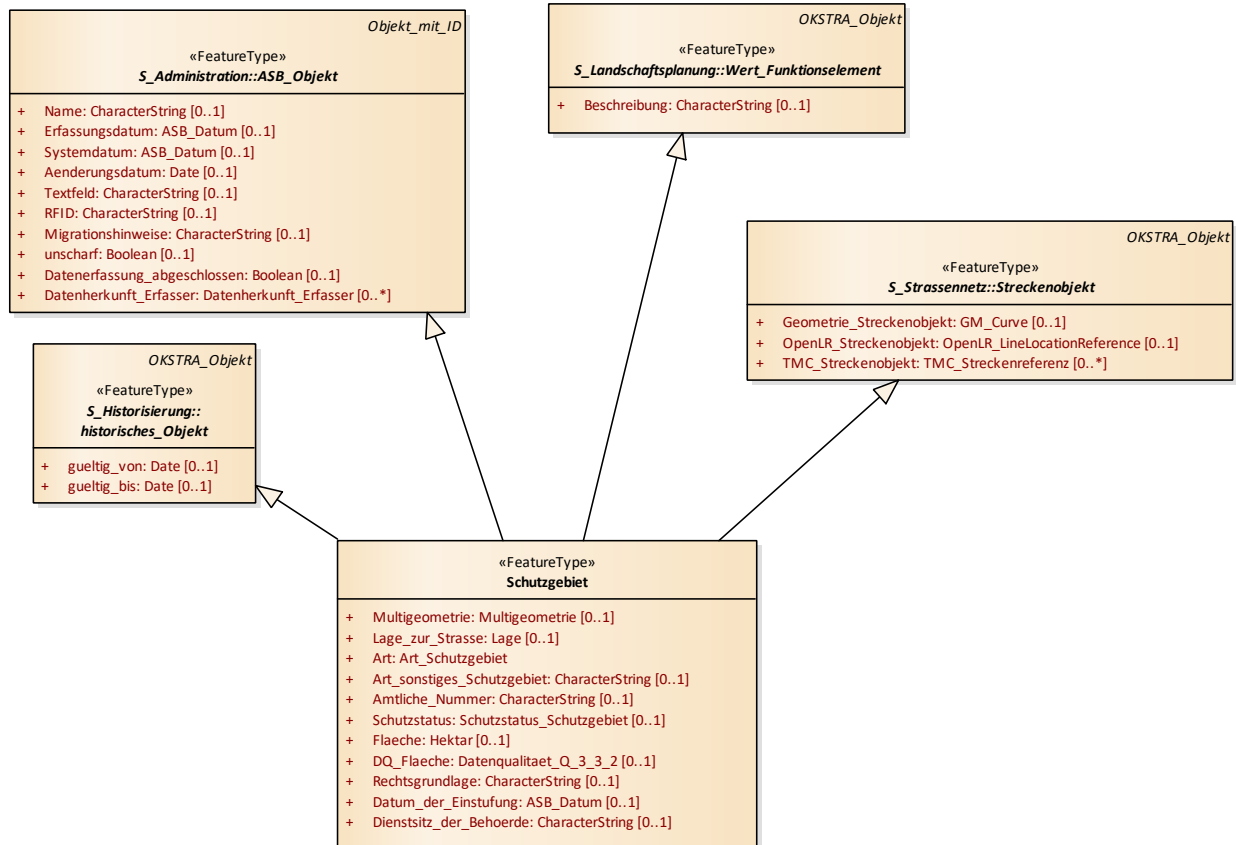 Objekt_mit_ID
«FeatureType»
S_Administration::ASB_Objekt
+ Name: CharacterString [0..1]
+ Erfassungsdatum: ASB_Datum [0..1]
+ Systemdatum: ASB_Datum [0..1]
+ Aenderungsdatum: Date [0..1]
+ Textfeld: CharacterString [0..1]
+ RFID: CharacterString [0..1]
+ Migrationshinweise: CharacterString [0..1]
+ unscharf: Boolean [0..1]
+ Datenerfassung_abgeschlossen: Boolean [0..1]
+ Datenherkunft_Erfasser: Datenherkunft_Erfasser [0..*]
OKSTRA_Objekt
«FeatureType»
S_Landschaftsplanung::Wert_Funktionselement
+ Beschreibung: CharacterString [0..1]
OKSTRA_Objekt
«FeatureType»
S_Strassennetz::Streckenobjekt
+ Geometrie_Streckenobjekt: GM_Curve [0..1]
+ OpenLR_Streckenobjekt: OpenLR_LineLocationReference [0..1]
+ TMC_Streckenobjekt: TMC_Streckenreferenz [0..*]
OKSTRA_Objekt
«FeatureType»
S_Historisierung::
historisches_Objekt
+ gueltig_von: Date [0..1]
+ gueltig_bis: Date [0..1]
«FeatureType»
Schutzgebiet
+ Multigeometrie: Multigeometrie [0..1]
+ Lage_zur_Strasse: Lage [0..1]
+ Art: Art_Schutzgebiet
+ Art_sonstiges_Schutzgebiet: CharacterString [0..1]
+ Amtliche_Nummer: CharacterString [0..1]
+ Schutzstatus: Schutzstatus_Schutzgebiet [0..1]
+ Flaeche: Hektar [0..1]
+ DQ_Flaeche: Datenqualitaet_Q_3_3_2 [0..1]
+ Rechtsgrundlage: CharacterString [0..1]
+ Datum_der_Einstufung: ASB_Datum [0..1]
+ Dienstsitz_der_Behoerde: CharacterString [0..1]